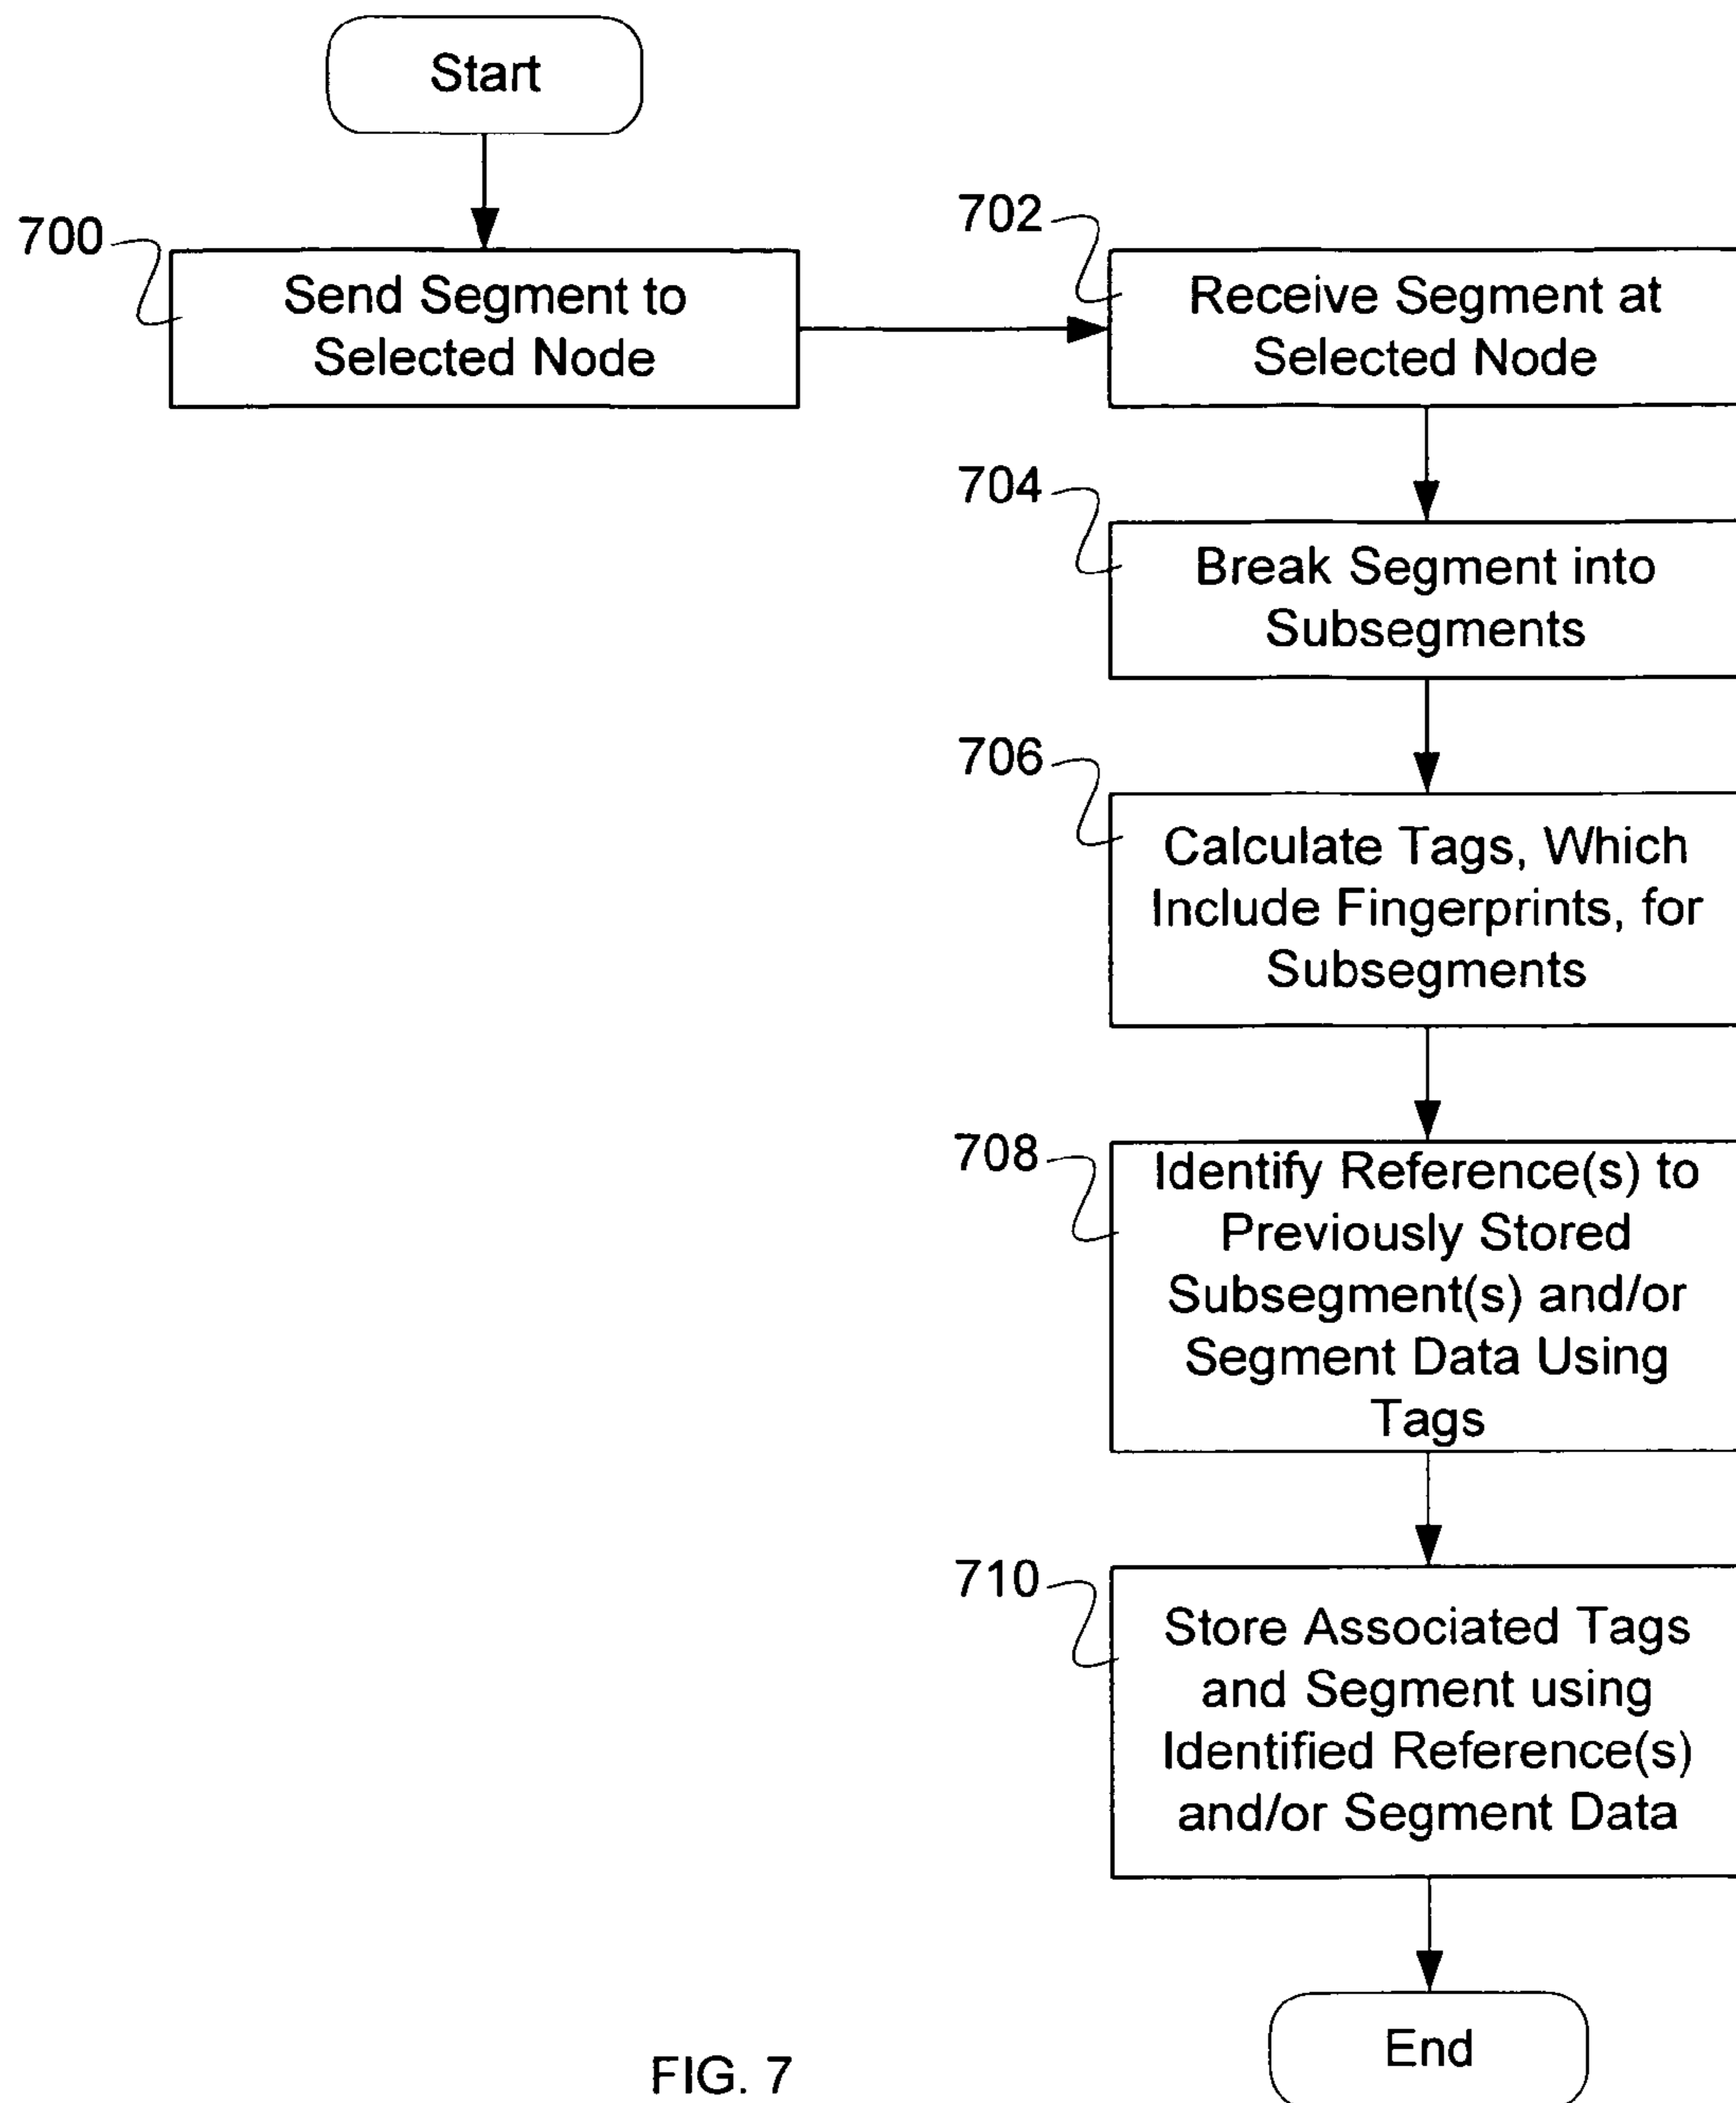 Start
700
Send Segment to
Selected Node
702
Receive Segment at
Selected Node
704
Break Segment into
Subsegments
706
Calculate Tags, Which
Include Fingerprints, for
Subsegments
708
Identify Reference(s) to
Previously Stored
Subsegment(s) and/or
Segment Data Using
Tags
710
Store Associated Tags
and Segment using
Identified Reference(s)
and/or Segment Data
End
FIG. 7